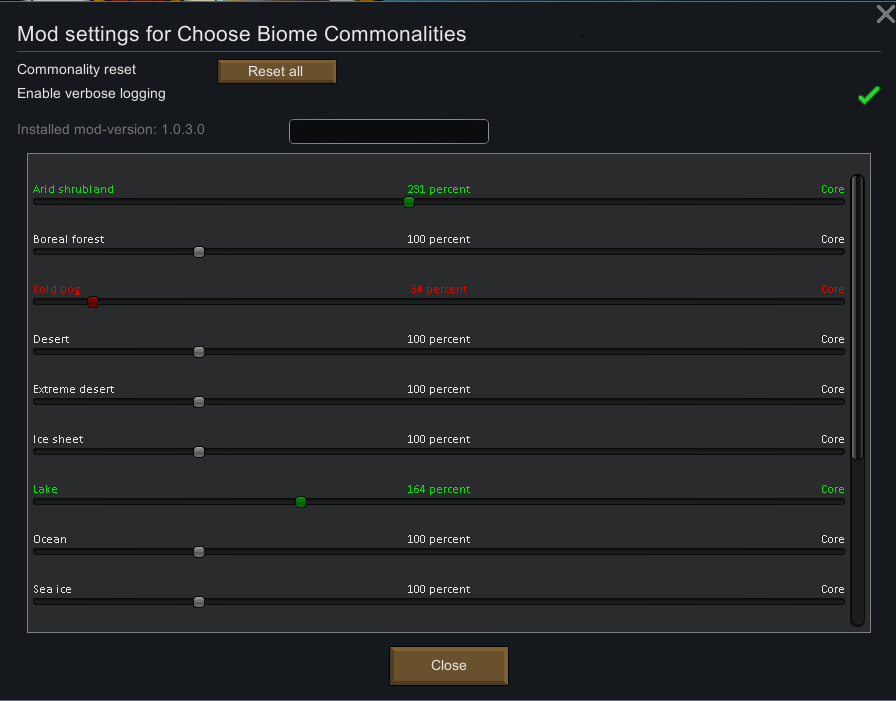 Mod settings for Choose Biome Commonalities
Commonality reset Reset all
Enable verbose logging
Installed mod-version: 1.0.3.0
Arid shrubland 231 percent Core
Boreal forest 100 percent Core
Cold bog 34 percent Core
Desert 100 percent Core
Extreme desert 100 percent Core
Ice sheet 100 percent Core
Lake 164 percent Core
Ocean 100 percent Core
Sea ice 100 percent Core
Close